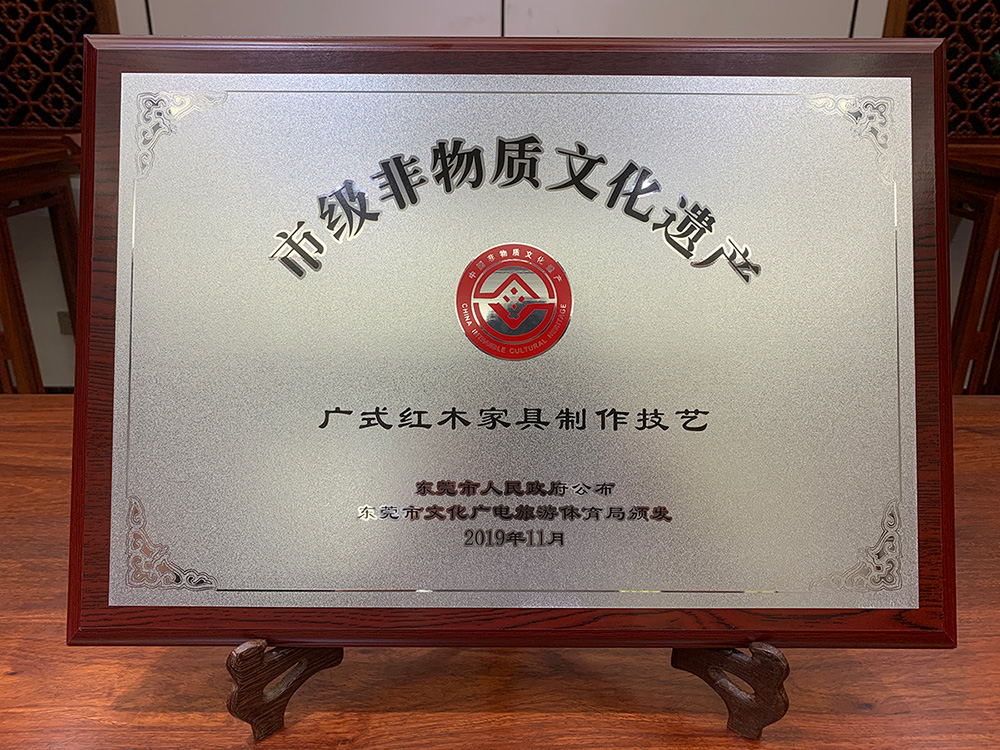 市级非物质文化遗产
中国非物质文化遗产
CHINA INTANGIBLE CULTURAL HERITAGE
广式红木家具制作技艺
东莞市人民政府公布
东莞市文化广电旅游体育局颁发
2019年11月